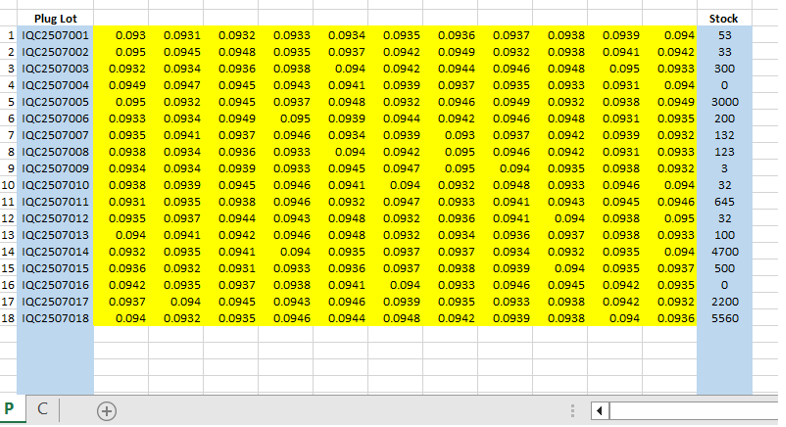 Plug Lot Stock
1 IQC2507001 0.093 0.0931 0.0932 0.0933 0.0934 0.0935 0.0936 0.0937 0.0938 0.0939 0.094 53
2 IQC2507002 0.095 0.0945 0.0948 0.0935 0.0937 0.0942 0.0949 0.0932 0.0938 0.0941 0.0942 33
3 IQC2507003 0.0932 0.0934 0.0936 0.0938 0.094 0.0942 0.0944 0.0946 0.0948 0.095 0.0933 300
4 IQC2507004 0.0949 0.0947 0.0945 0.0943 0.0941 0.0939 0.0937 0.0935 0.0933 0.0931 0.094 0
5 IQC2507005 0.095 0.0932 0.0945 0.0937 0.0948 0.0932 0.0946 0.0949 0.0932 0.0938 0.0949 3000
6 IQC2507006 0.0933 0.0934 0.0949 0.095 0.0939 0.0944 0.0942 0.0946 0.0948 0.0931 0.0935 200
7 IQC2507007 0.0935 0.0941 0.0937 0.0946 0.0934 0.0939 0.093 0.0937 0.0942 0.0939 0.0932 132
8 IQC2507008 0.0938 0.0934 0.0936 0.0933 0.094 0.0942 0.095 0.0946 0.0942 0.0931 0.0933 123
9 IQC2507009 0.0934 0.0934 0.0939 0.0933 0.0945 0.0947 0.095 0.094 0.0935 0.0938 0.0932 3
10 IQC2507010 0.0938 0.0939 0.0945 0.0946 0.0941 0.094 0.0932 0.0948 0.0933 0.0946 0.094 32
11 IQC2507011 0.0931 0.0935 0.0938 0.0946 0.0932 0.0947 0.0933 0.0941 0.0943 0.0945 0.0946 645
12 IQC2507012 0.0935 0.0937 0.0944 0.0943 0.0948 0.0932 0.0936 0.0941 0.094 0.0938 0.095 32
13 IQC2507013 0.094 0.0941 0.0942 0.0946 0.0948 0.0932 0.0934 0.0936 0.0937 0.0938 0.0933 100
14 IQC2507014 0.0932 0.0935 0.0941 0.094 0.0935 0.0937 0.0937 0.0934 0.0932 0.0935 0.094 4700
15 IQC2507015 0.0936 0.0932 0.0931 0.0933 0.0936 0.0937 0.0938 0.0939 0.094 0.0935 0.0937 500
16 IQC2507016 0.0942 0.0935 0.0937 0.0938 0.0941 0.094 0.0933 0.0946 0.0945 0.0942 0.0935 0
17 IQC2507017 0.0937 0.094 0.0945 0.0943 0.0946 0.0939 0.0935 0.0933 0.0938 0.0942 0.0932 2200
18 IQC2507018 0.094 0.0932 0.0935 0.0946 0.0944 0.0948 0.0942 0.0939 0.0938 0.094 0.0936 5560
P C